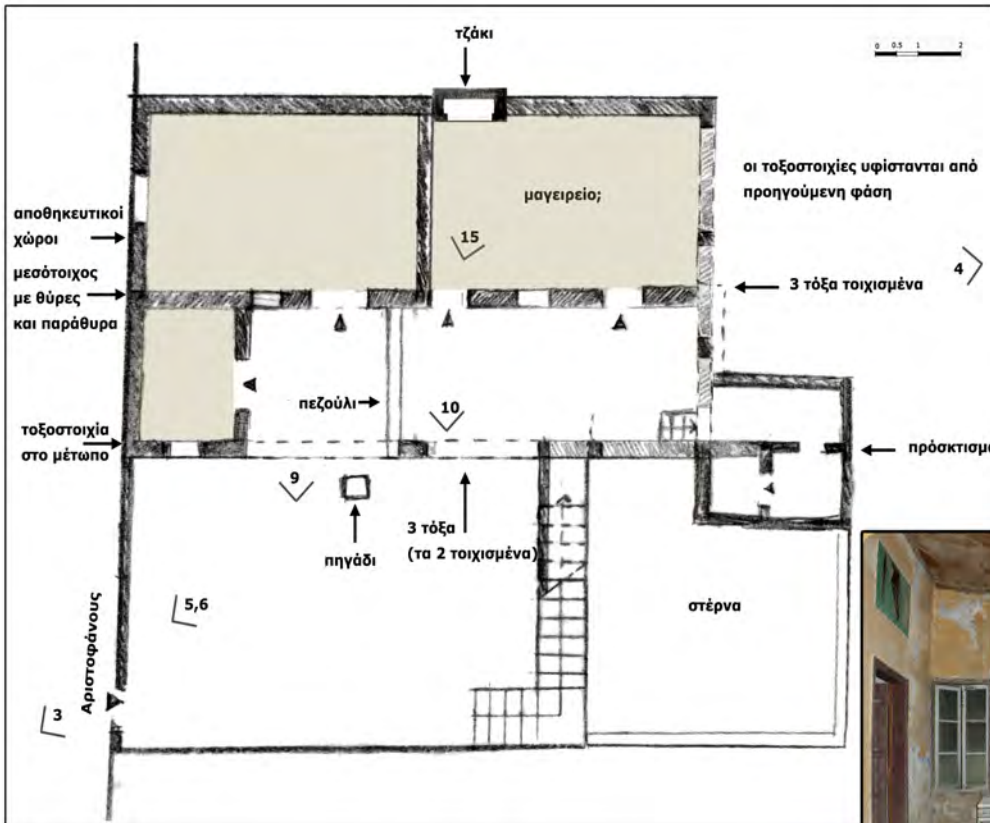 τζάκι
0 0.5 1 2
οι τοξοστοιχίες υφίστανται από
προηγούμενη φάση
μαγειρείο;
αποθηκευτικοί
χώροι
15
4
μεσότοιχος
με θύρες
και παράθυρα
3 τόξα τοιχισμένα
πεζούλι
10
τοξοστοιχία
στο μέτωπο
πρόσκτισμα
9
πηγάδι
3 τόξα
(τα 2 τοιχισμένα)
5,6
στέρνα
Αριστοφάνους
3